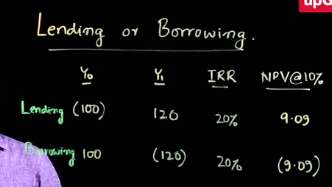 upG
Lending or Borrowing.
Y₀ Y₁ IRR NPV@10%
Lending (100) 120 20% 9.09
Borrowing 100 (120) 20% (9.09)